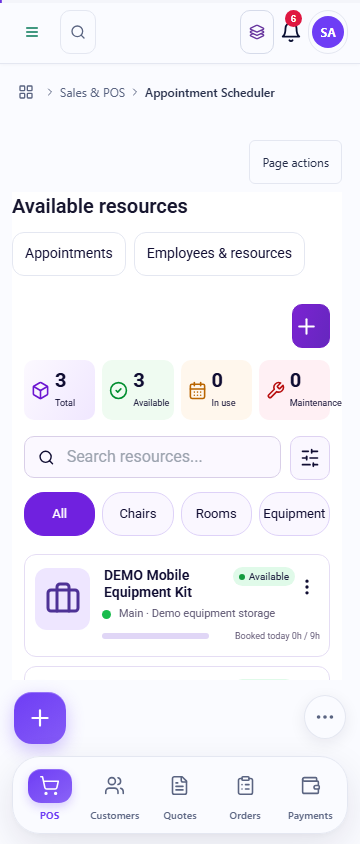 6
SA
Sales & POS
Appointment Scheduler
Page actions
Available resources
Appointments
Employees & resources
3
Total
3
Available
0
In use
0
Maintenance
Search resources...
All
Chairs
Rooms
Equipment
DEMO Mobile
Equipment Kit
Available
Main · Demo equipment storage
Booked today 0h / 9h
POS
Customers
Quotes
Orders
Payments